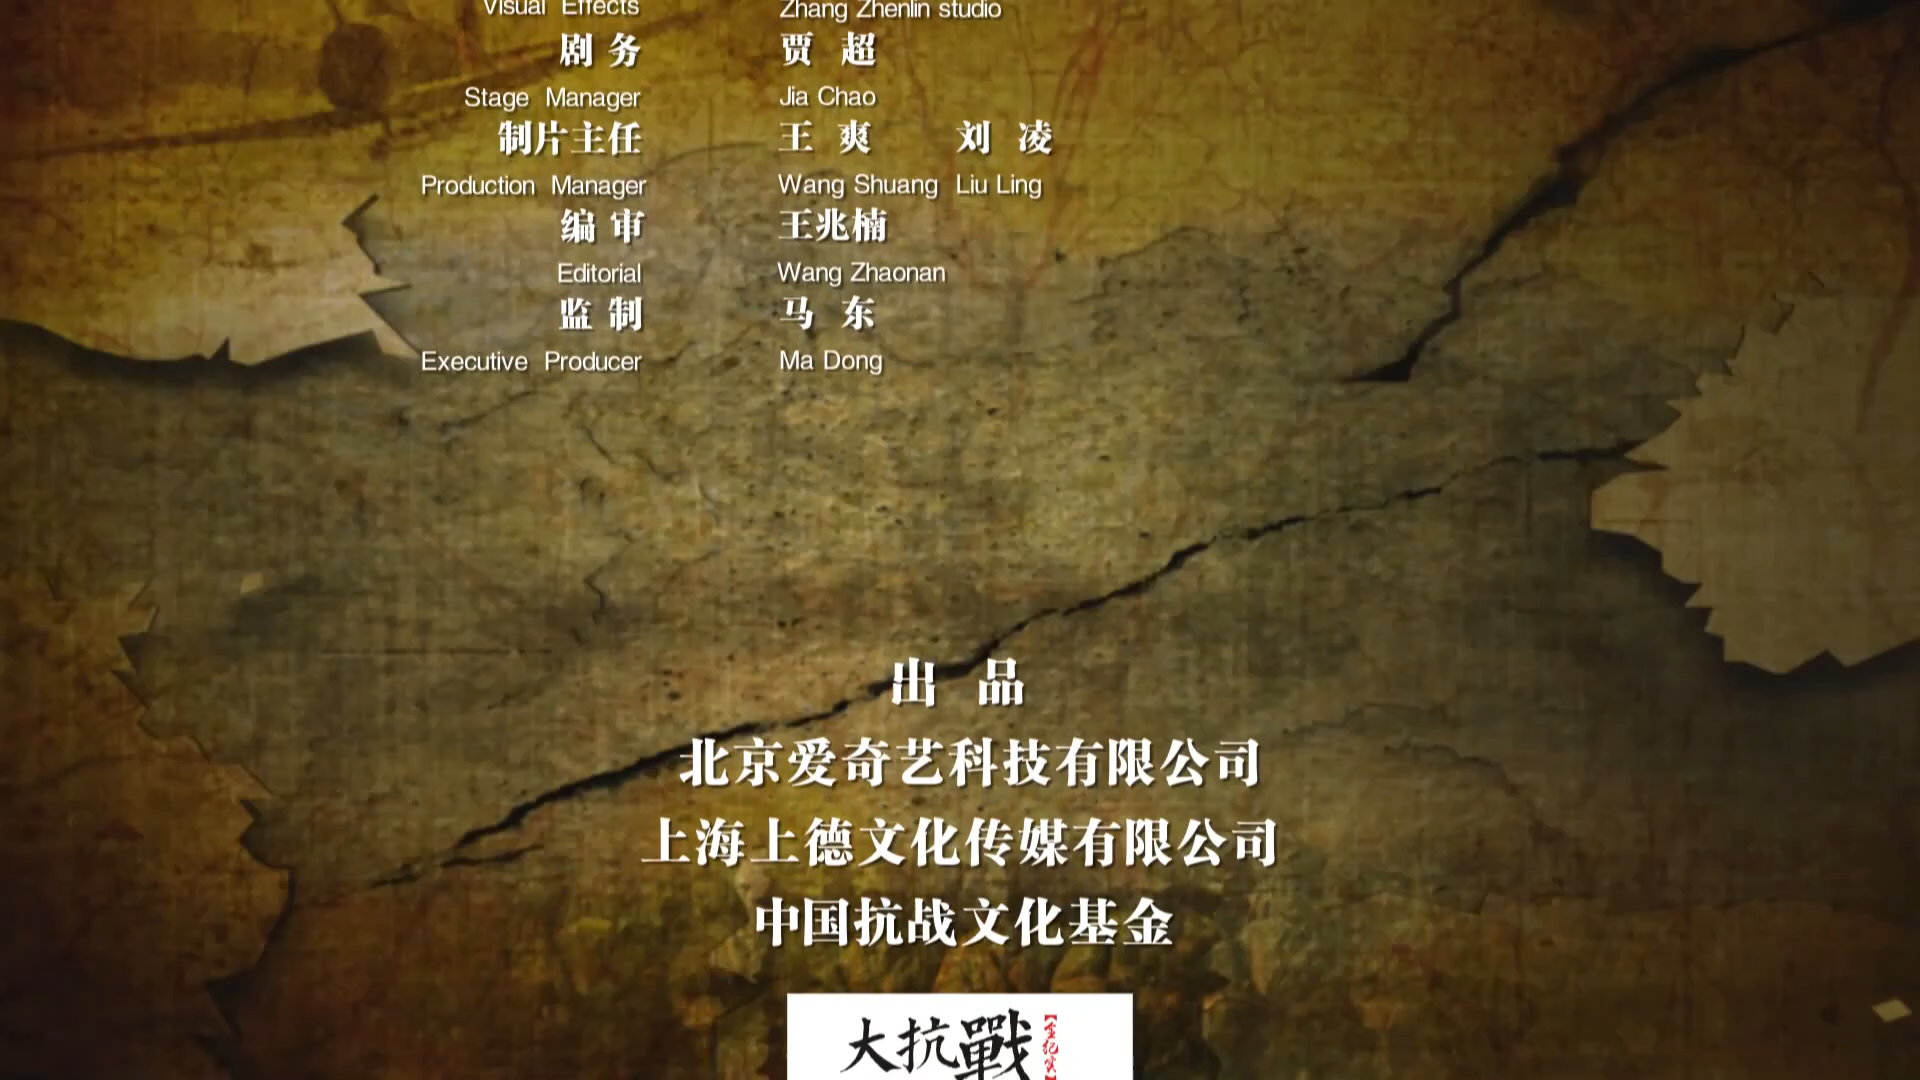 Visual Effects Zhang Zhenlin studio
剧 务 贾 超
Stage Manager Jia Chao
制片主任 王 爽 刘 凌
Production Manager Wang Shuang Liu Ling
编 审 王兆楠
Editorial Wang Zhaonan
监 制 马 东
Executive Producer Ma Dong
出 品
北京爱奇艺科技有限公司
上海上德文化传媒有限公司
中国抗战文化基金
大抗戰
【全纪实】